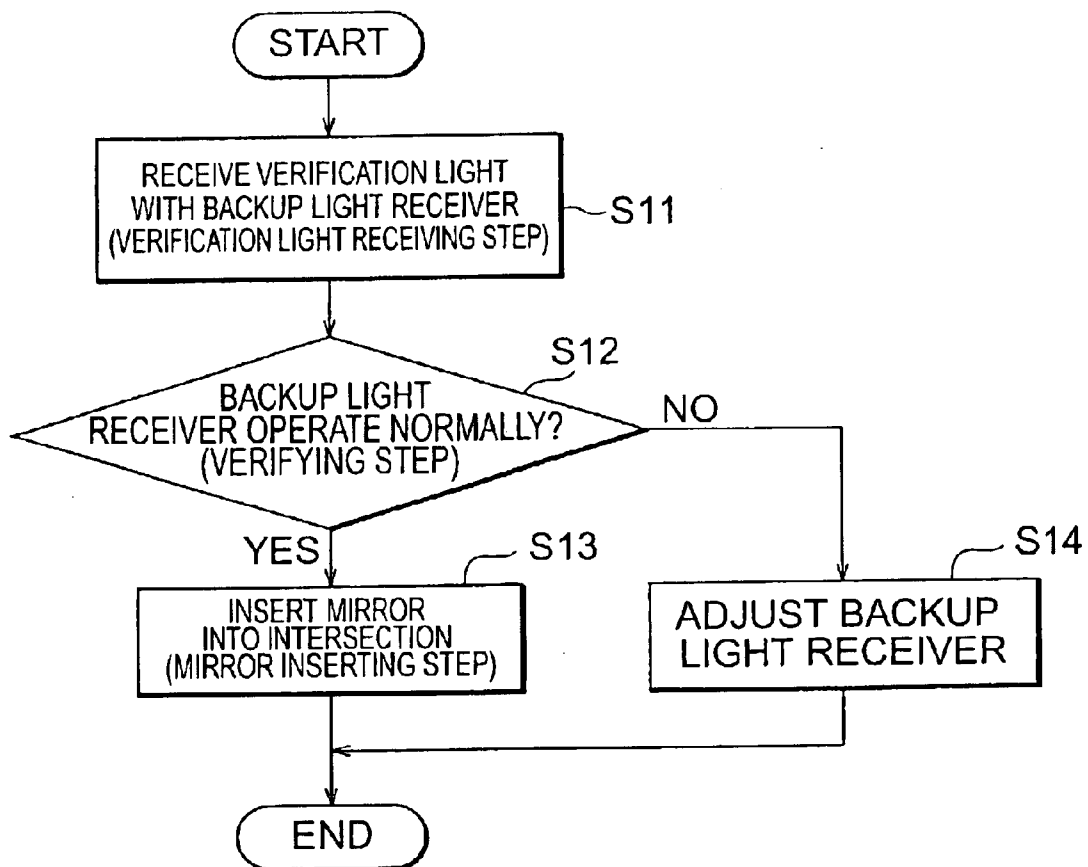 START
RECEIVE VERIFICATION LIGHT
WITH BACKUP LIGHT RECEIVER
(VERIFICATION LIGHT RECEIVING STEP)
S11
S12
BACKUP LIGHT
RECEIVER OPERATE NORMALLY?
(VERIFYING STEP)
NO
YES
S13
S14
INSERT MIRROR
INTO INTERSECTION
(MIRROR INSERTING STEP)
ADJUST BACKUP
LIGHT RECEIVER
END